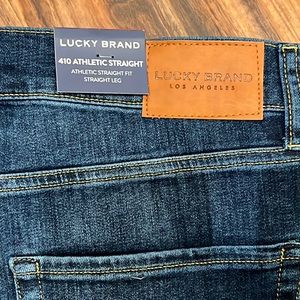 LUCKY BRAND
410 ATHLETIC STRAIGHT
ATHLETIC STRAIGHT FIT
STRAIGHT LEG
LUCKY BRAND
LOS ANGELES